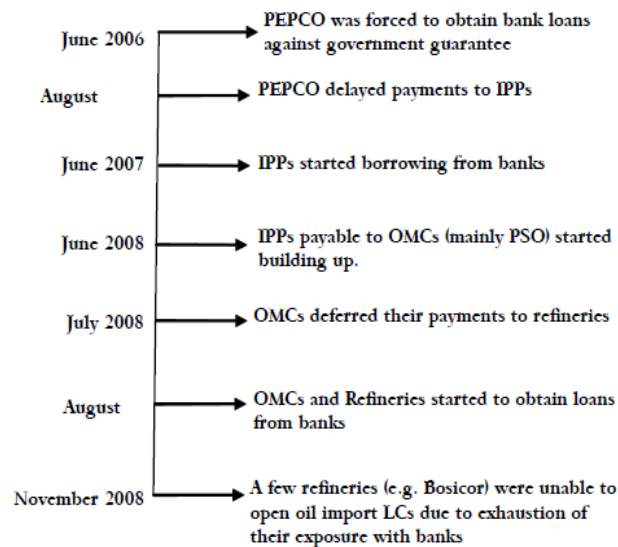 June 2006
PEPCO was forced to obtain bank loans
against government guarantee
August
PEPCO delayed payments to IPPs
June 2007
IPPs started borrowing from banks
June 2008
IPPs payable to OMCs (mainly PSO) started
building up.
July 2008
OMCs deferred their payments to refineries
August
OMCs and Refineries started to obtain loans
from banks
November 2008
A few refineries (e.g. Bosicor) were unable to
open oil import LCs due to exhaustion of
their exposure with banks